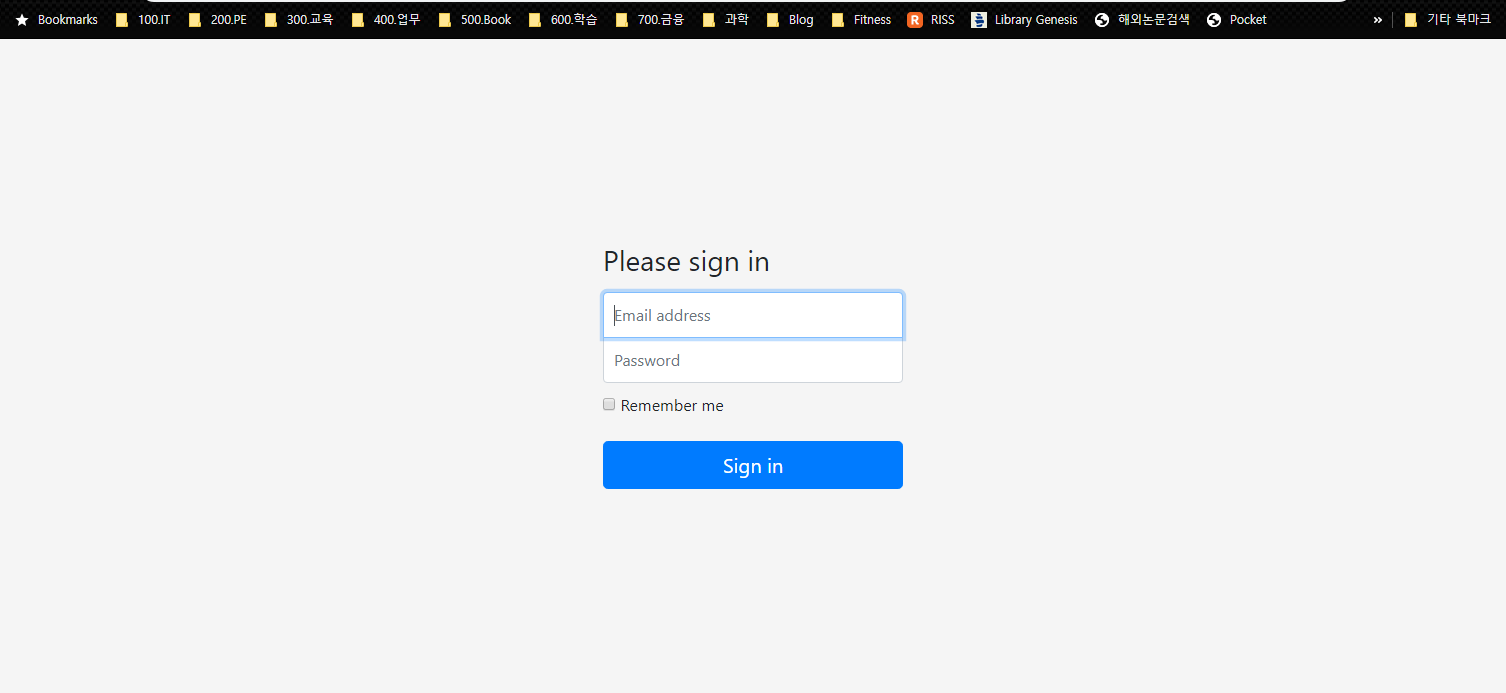 Bookmarks 100.IT 200.PE 300.교육 400.업무 500.Book 600.학습 700.금융 과학 Blog Fitness R RISS Library Genesis 해외논문검색 Pocket » 기타 북마크
Please sign in
Email address
Password
Remember me
Sign in